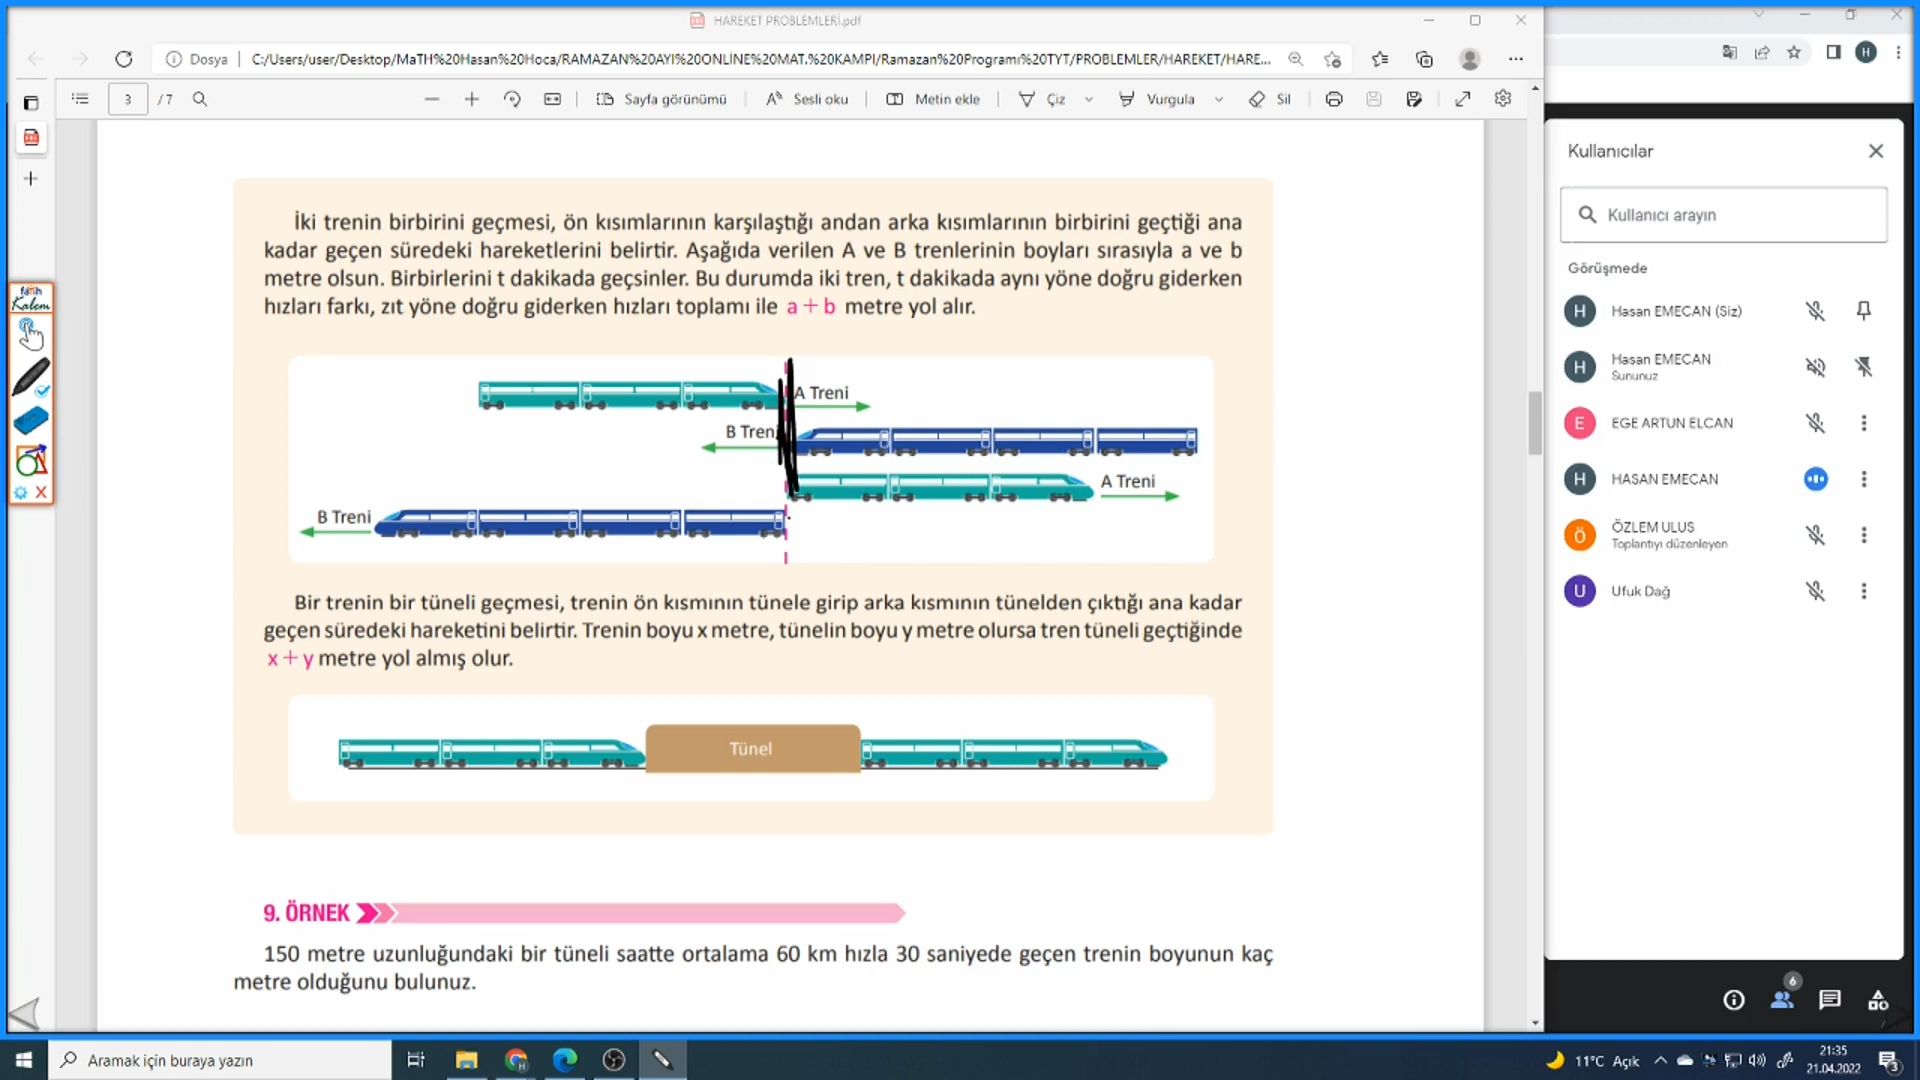 HAREKET PROBLEMLERİ.pdf
Dosya
C:/Users/user/Desktop/MaTH%20Hasan%20Hoca/RAMAZAN%20AYI%20ONLİNE%20MAT.%20KAMPI/Ramazan%20Programı%20TYT/PROBLEMLER/HAREKET/HARE...
3 /7
Sayfa görünümü
Sesli oku
Metin ekle
Çiz
Vurgula
Sil
İki trenin birbirini geçmesi, ön kısımlarının karşılaştığı andan arka kısımlarının birbirini geçtiği ana
kadar geçen süredeki hareketlerini belirtir. Aşağıda verilen A ve B trenlerinin boyları sırasıyla a ve b
metre olsun. Birbirlerini t dakikada geçsinler. Bu durumda iki tren, t dakikada aynı yöne doğru giderken
hızları farkı, zıt yöne doğru giderken hızları toplamı ile a + b metre yol alır.
A Treni
B Treni
A Treni
B Treni
Bir trenin bir tüneli geçmesi, trenin ön kısmının tünele girip arka kısmının tünelden çıktığı ana kadar
geçen süredeki hareketini belirtir. Trenin boyu x metre, tünelin boyu y metre olursa tren tüneli geçtiğinde
x + y metre yol almış olur.
Tünel
9. ÖRNEK
150 metre uzunluğundaki bir tüneli saatte ortalama 60 km hızla 30 saniyede geçen trenin boyunun kaç
metre olduğunu bulunuz.
fatih
Kalem
X
H
Kullanıcılar
Kullanıcı arayın
Görüşmede
H
Hasan EMECAN (Siz)
H
Hasan EMECAN
Sununuz
E
EGE ARTUN ELCAN
H
HASAN EMECAN
Ö
ÖZLEM ULUS
Toplantıyı düzenleyen
U
Ufuk Dağ
6
Aramak için buraya yazın
11°C Açık
21:35
21.04.2022
3